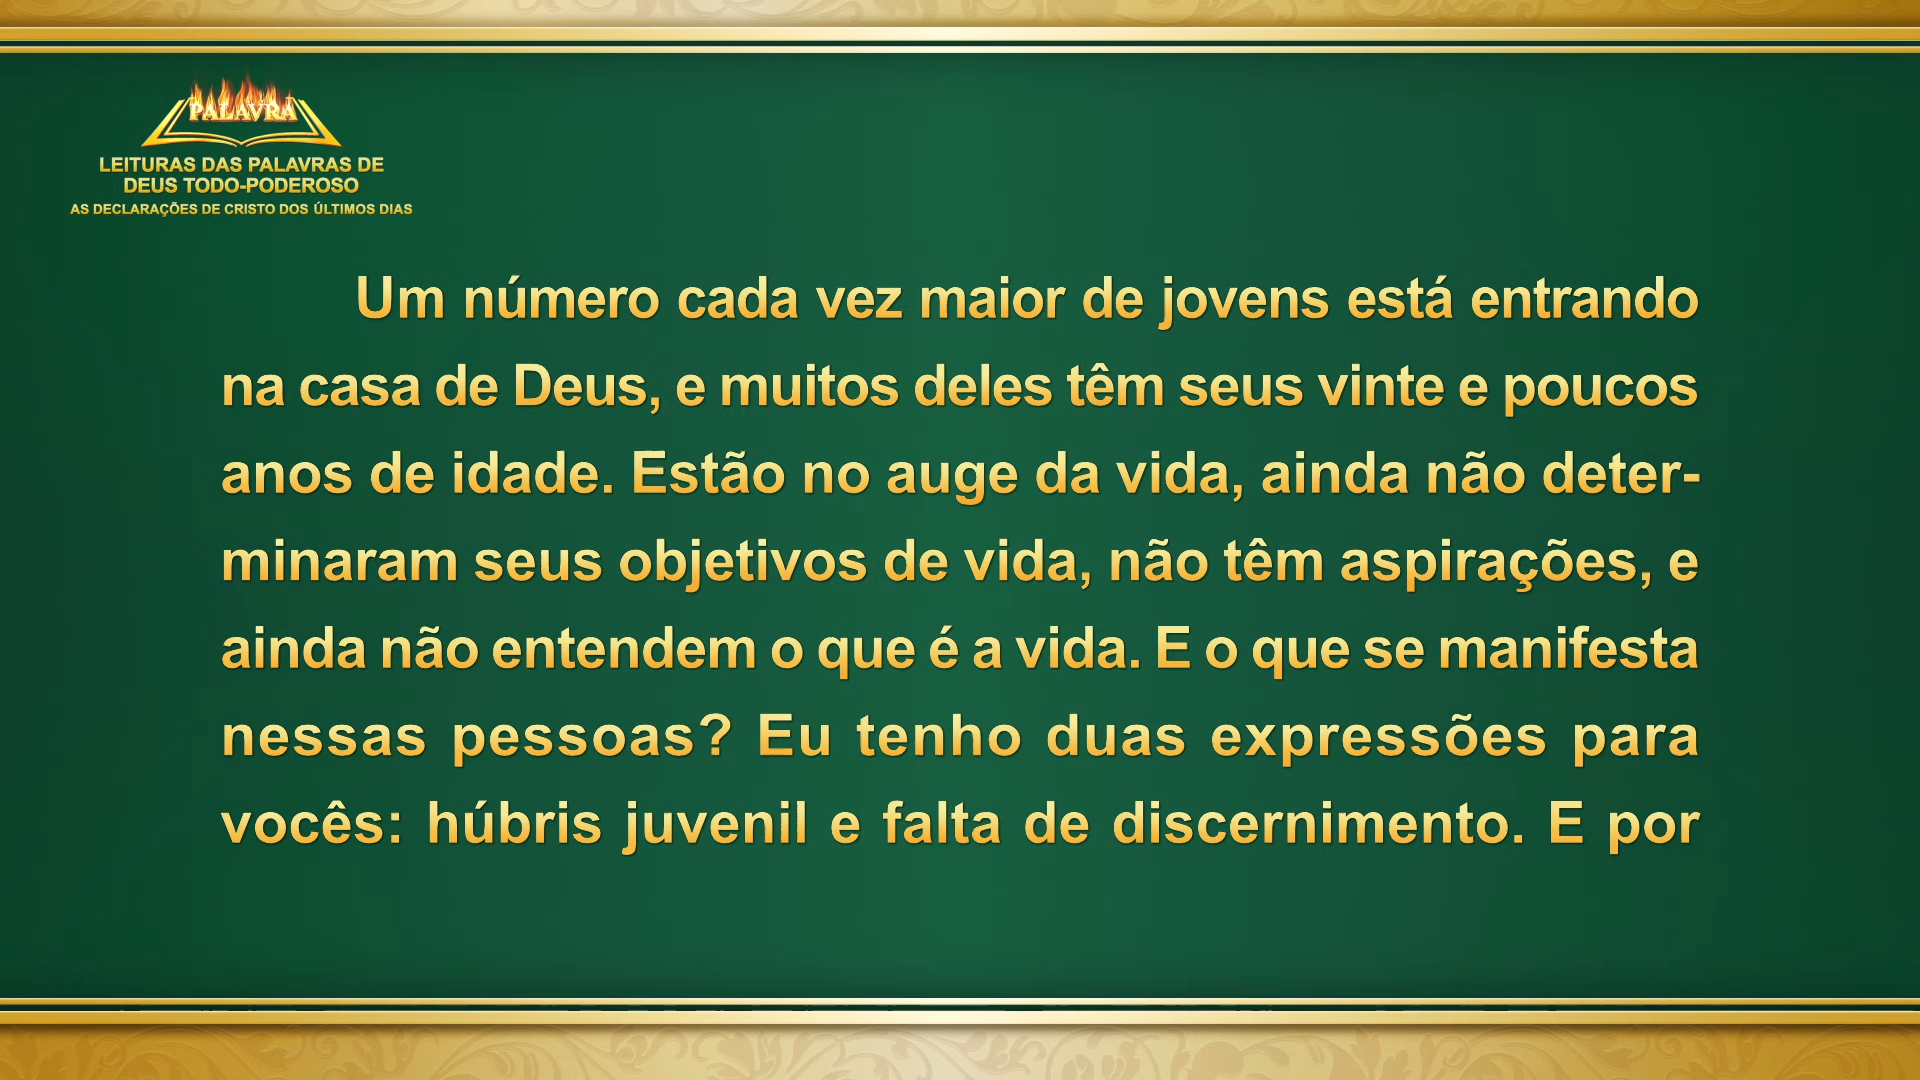 PALAVRA
LEITURAS DAS PALAVRAS DE
DEUS TODO-PODEROSO
AS DECLARAÇÕES DE CRISTO DOS ÚLTIMOS DIAS
Um número cada vez maior de jovens está entrando
na casa de Deus, e muitos deles têm seus vinte e poucos
anos de idade. Estão no auge da vida, ainda não deter-
minaram seus objetivos de vida, não têm aspirações, e
ainda não entendem o que é a vida. E o que se manifesta
nessas pessoas? Eu tenho duas expressões para
vocês: húbris juvenil e falta de discernimento. E por